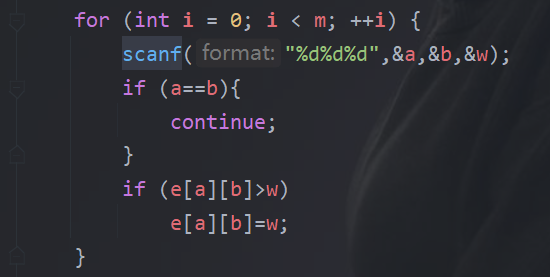 for (int i = 0; i < m; ++i) {
scanf( format: "%d%d%d",&a,&b,&w);
if (a==b){
continue;
}
if (e[a][b]>w)
e[a][b]=w;
}